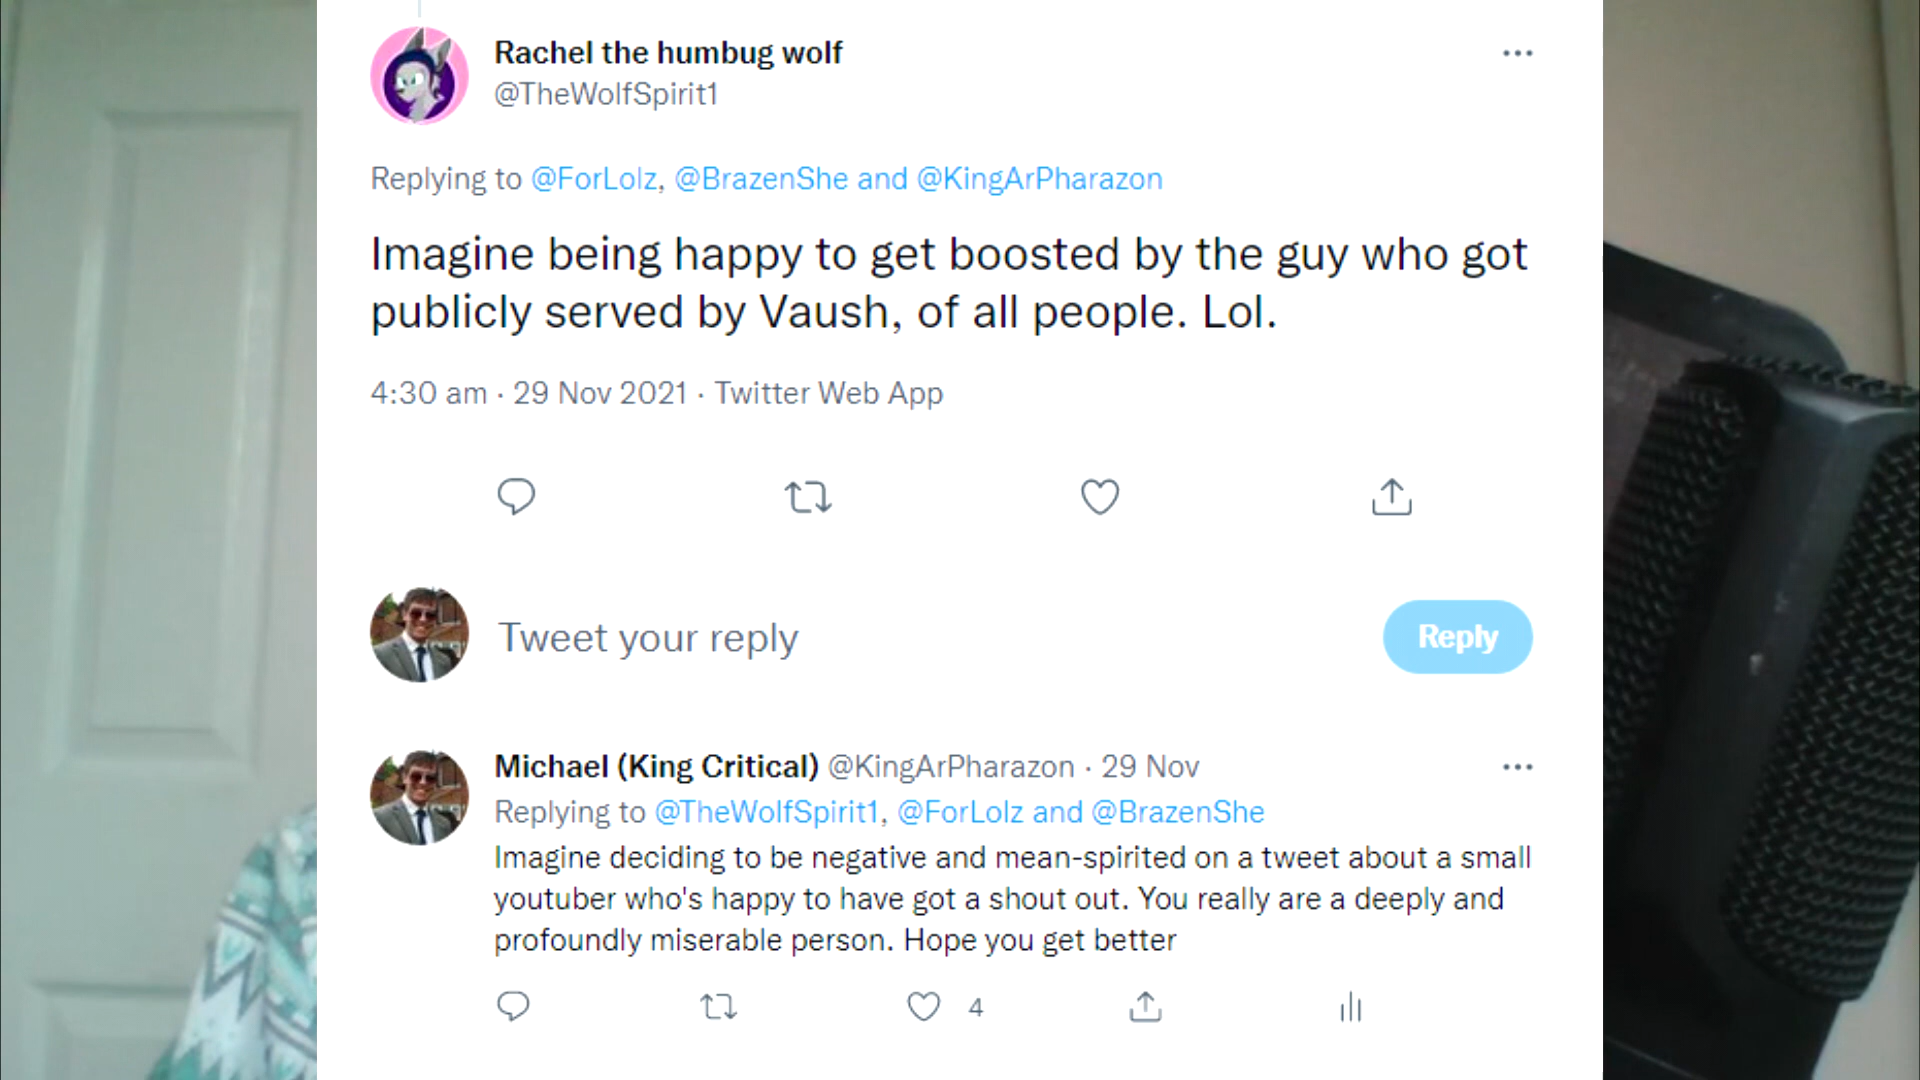 Rachel the humbug wolf
@TheWolfSpirit1
Replying to @ForLolz, @BrazenShe and @KingArPharazon
Imagine being happy to get boosted by the guy who got
publicly served by Vaush, of all people. Lol.
4:30 am · 29 Nov 2021 · Twitter Web App
Tweet your reply
Reply
Michael (King Critical) @KingArPharazon · 29 Nov
Replying to @TheWolfSpirit1, @ForLolz and @BrazenShe
Imagine deciding to be negative and mean-spirited on a tweet about a small
youtuber who's happy to have got a shout out. You really are a deeply and
profoundly miserable person. Hope you get better
4